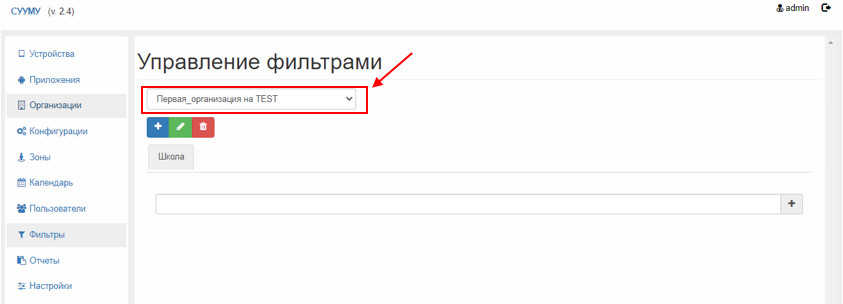 СУУМУ (v. 2.4)
admin
Устройства
Приложения
Организации
Конфигурации
Зоны
Календарь
Пользователи
Фильтры
Отчеты
Настройки
Управление фильтрами
Первая_организация на TEST
Школа